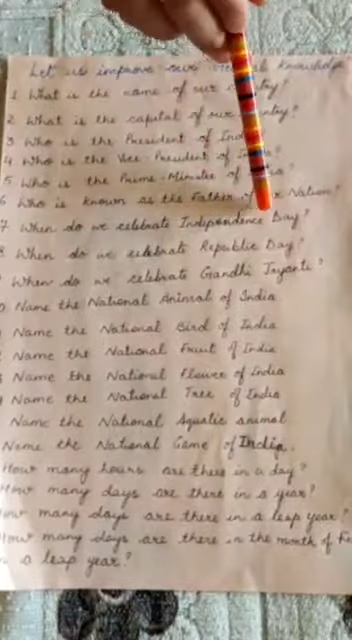 Let us improve our knowledge
1 What is the name of our
2 What is the capital of our
3 Who is the President of
4 Who is the Vice-President of
5 Who is the Prime-Minister of
6 Who is known as the Father of Nation?
7 When do we celebrate Independence Day?
When do we celebrate Republic Day?
When do we celebrate Gandhi Jayanti?
Name the National Animal of India
Name the National Bird of India
Name the National Fruit of India
Name the National Flower of India
Name the National Tree of India
Name the National Aquatic animal
Name the National Game of India.
How many hours are there in a day?
How many days are there in a year?
How many days are there in a leap year?
How many days are there in the month of
a leap year?